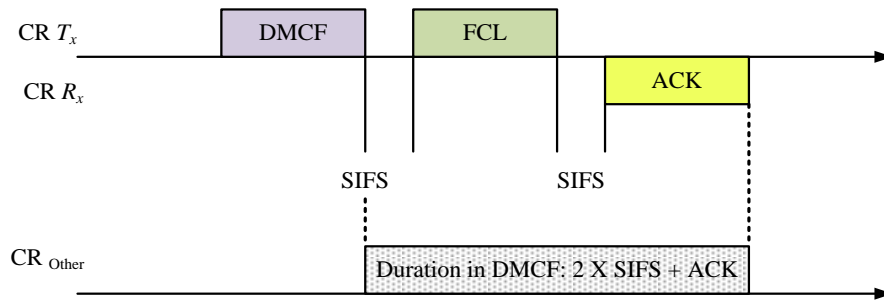 CR Tx
DMCF
FCL
CR Rx
ACK
SIFS
SIFS
CR Other
Duration in DMCF: 2 X SIFS + ACK